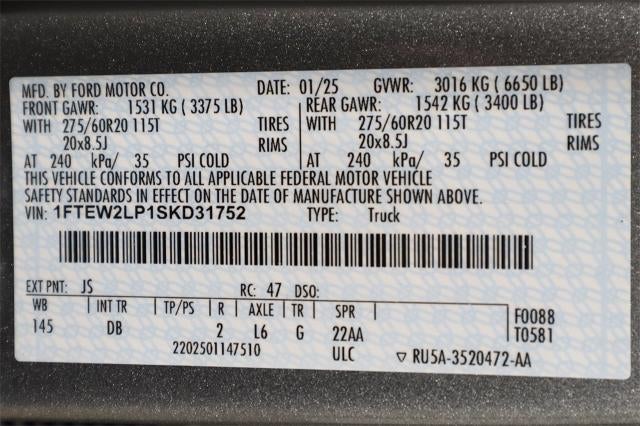 MFD. BY FORD MOTOR CO. DATE: 01/25 GVWR: 3016 KG ( 6650 LB)
FRONT GAWR: 1531 KG ( 3375 LB) REAR GAWR: 1542 KG ( 3400 LB)
WITH 275/60R20 115T TIRES WITH 275/60R20 115T TIRES
20x8.5J RIMS 20x8.5J RIMS
AT 240 kPa/ 35 PSI COLD AT 240 kPa/ 35 PSI COLD
THIS VEHICLE CONFORMS TO ALL APPLICABLE FEDERAL MOTOR VEHICLE
SAFETY STANDARDS IN EFFECT ON THE DATE OF MANUFACTURE SHOWN ABOVE.
VIN: 1FTEW2LP1SKD31752 TYPE: Truck
EXT PNT: JS RC: 47 DSO:
WB INT TR TP/PS R AXLE TR SPR F0088
145 DB 2 L6 G 22AA T0581
2202501147510 ULC ▽ RU5A-3520472-AA